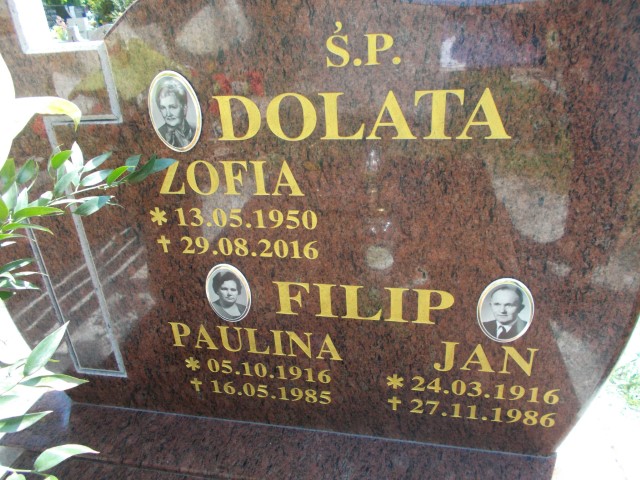 Ś.P.
DOLATA
ZOFIA
* 13.05.1950
✝ 29.08.2016
FILIP
PAULINA
* 05.10.1916
✝ 16.05.1985
JAN
* 24.03.1916
✝ 27.11.1986